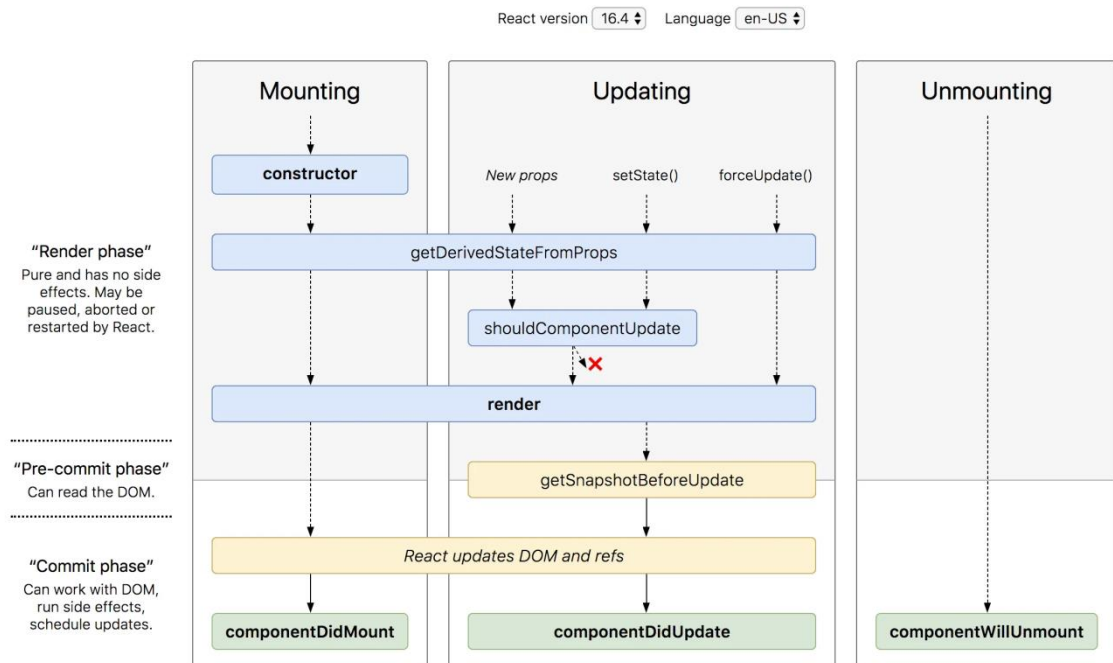 React version 16.4 Language en-US
Mounting
Updating
Unmounting
constructor
New props
setState()
forceUpdate()
“Render phase”
Pure and has no side
effects. May be
paused, aborted or
restarted by React.
getDerivedStateFromProps
shouldComponentUpdate
render
“Pre-commit phase”
Can read the DOM.
getSnapshotBeforeUpdate
React updates DOM and refs
“Commit phase”
Can work with DOM,
run side effects,
schedule updates.
componentDidMount
componentDidUpdate
componentWillUnmount